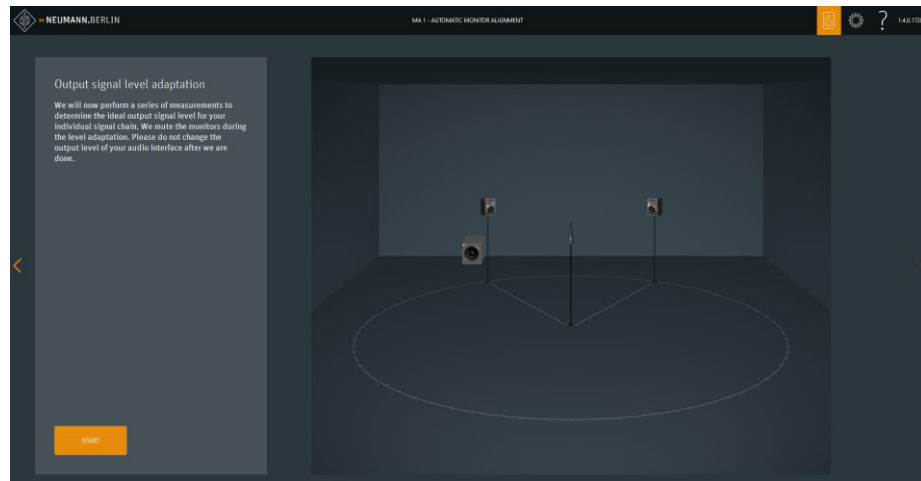 NEUMANN.BERLIN
MA 1 - AUTOMATIC MONITOR ALIGNMENT
?
Output signal level adaptation
We will now perform a series of measurements to
determine the ideal output signal level for your
individual signal chain. We mute the monitors during
the level adaptation. Please do not change the
output level of your audio interface after we are
done.
START